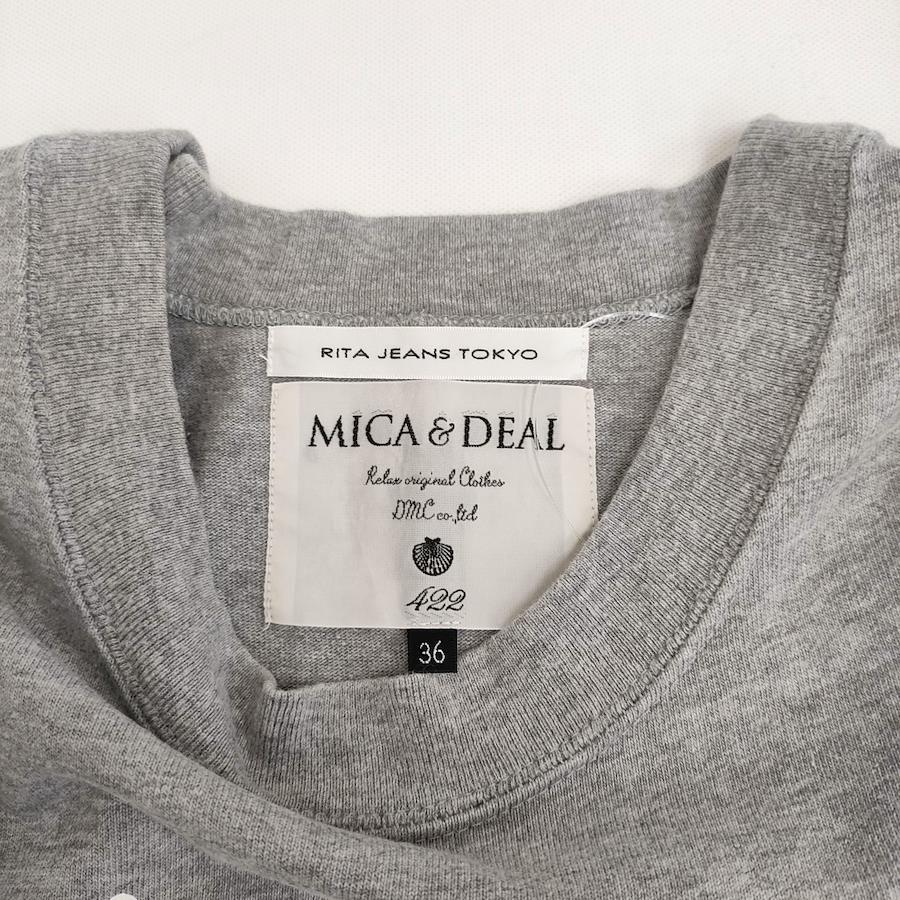 RITA JEANS TOKYO
MICA & DEAL
Relax original Clothes
DMC co.,ltd
422
36